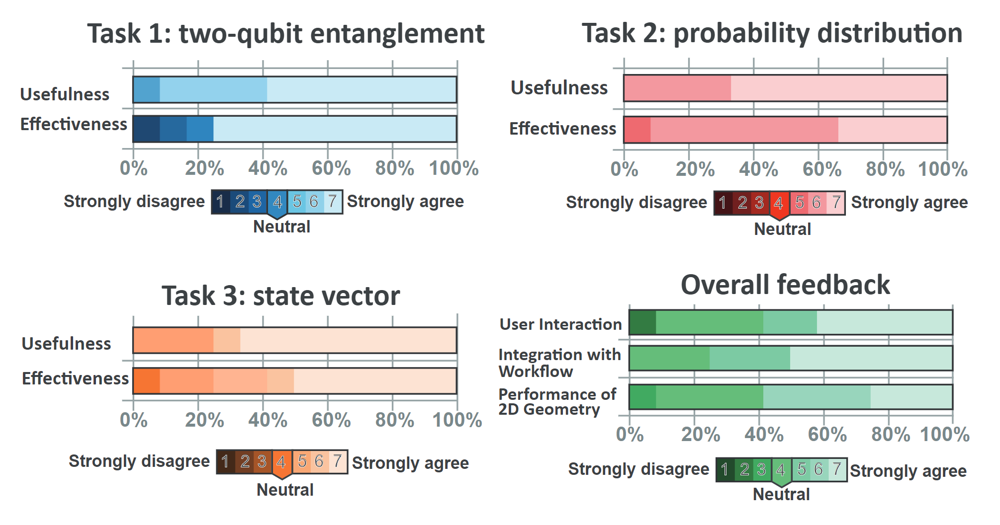 Task 1: two-qubit entanglement
Usefulness
Effectiveness
0% 20% 40% 60% 80% 100%
Strongly disagree 1 2 3 4 5 6 7 Strongly agree
Neutral
Task 2: probability distribution
Usefulness
Effectiveness
0% 20% 40% 60% 80% 100%
Strongly disagree 1 2 3 4 5 6 7 Strongly agree
Neutral
Task 3: state vector
Usefulness
Effectiveness
0% 20% 40% 60% 80% 100%
Strongly disagree 1 2 3 4 5 6 7 Strongly agree
Neutral
Overall feedback
User Interaction
Integration with
Workflow
Performance of
2D Geometry
0% 20% 40% 60% 80% 100%
Strongly disagree 1 2 3 4 5 6 7 Strongly agree
Neutral